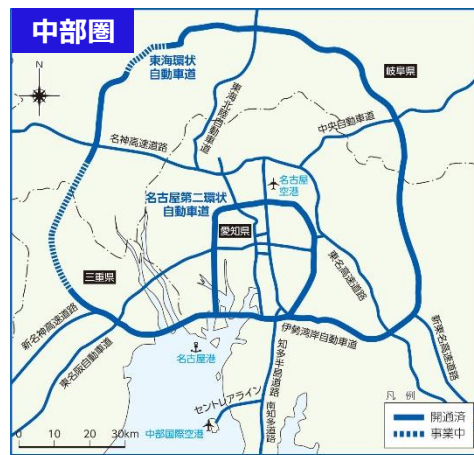 中部圏
東海環状
自動車道
岐阜県
N
東海北陸自動車道
中央自動車道
名神高速道路
名古屋
空港
名古屋第二環状
自動車道
愛知県
東名高速道路
三重県
新名神高速道路
伊勢湾岸自動車道
新東名高速道路
東名阪自動車道
名古屋港
知多半島道路
凡例
セントレアライン
南知多道路
開通済
事業中
中部国際空港
0 10 20 30km